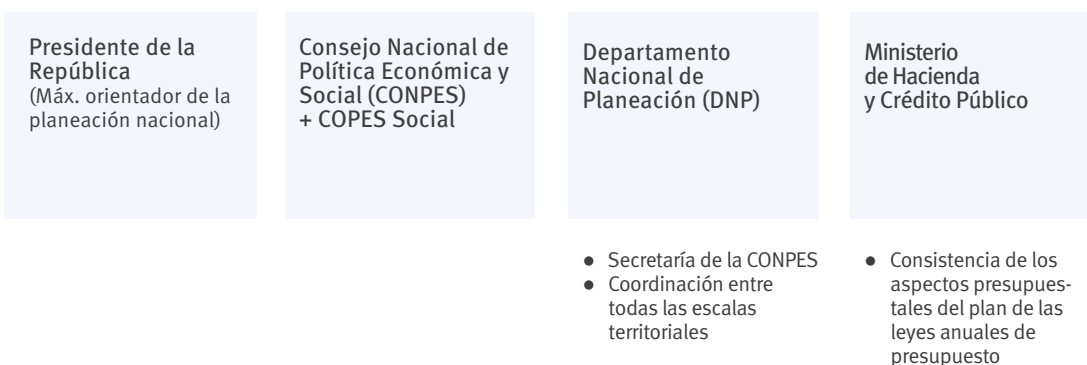 Presidente de la
República
(Máx. orientador de la
planeación nacional)
Consejo Nacional de
Política Económica y
Social (CONPES)
+ COPES Social
Departamento
Nacional de
Planeación (DNP)
Ministerio
de Hacienda
y Crédito Público
● Secretaría de la CONPES
● Coordinación entre
todas las escalas
territoriales
● Consistencia de los
aspectos presupues-
tales del plan de las
leyes anuales de
presupuesto